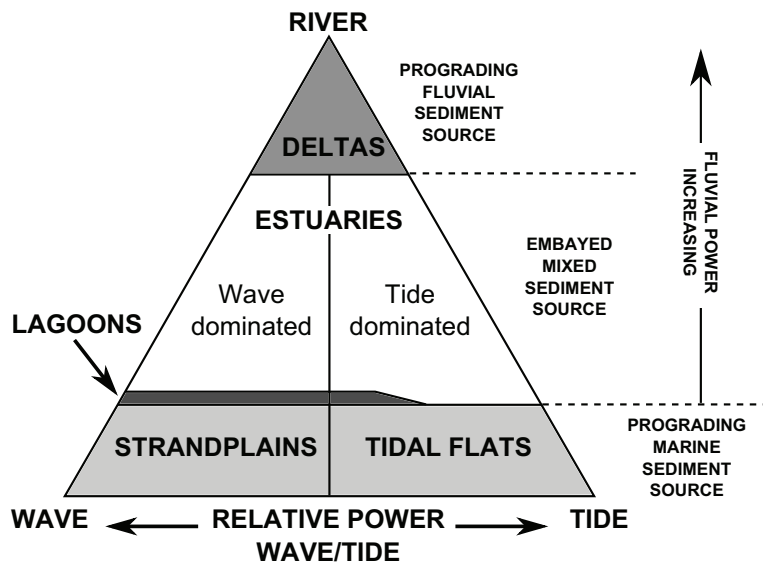 RIVER
PROGRADING
FLUVIAL
SEDIMENT
SOURCE
DELTAS
FLUVIAL POWER
INCREASING
ESTUARIES
EMBAYED
MIXED
SEDIMENT
SOURCE
Wave
dominated
Tide
dominated
LAGOONS
STRANDPLAINS
TIDAL FLATS
PROGRADING
MARINE
SEDIMENT
SOURCE
WAVE
RELATIVE POWER
WAVE/TIDE
TIDE